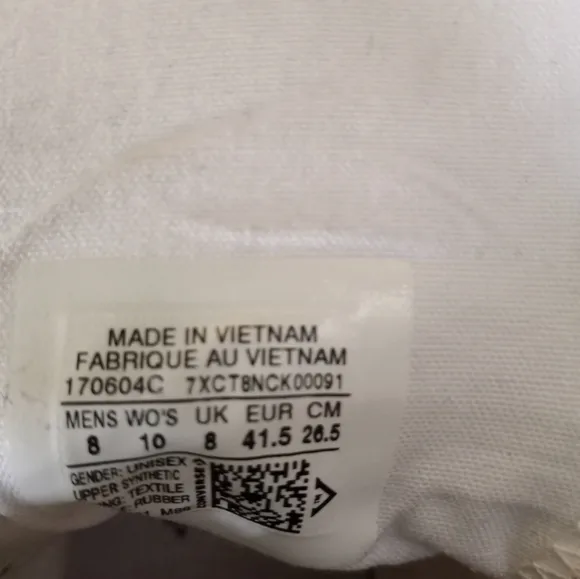 MADE IN VIETNAM
FABRIQUE AU VIETNAM
170604C 7XCT8NCK00091
MENS WO'S UK EUR CM
8 10 8 41.5 26.5
GENDER: UNISEX
UPPER SYNTHETIC
TEXTILE
RUBBER
CONVERSE